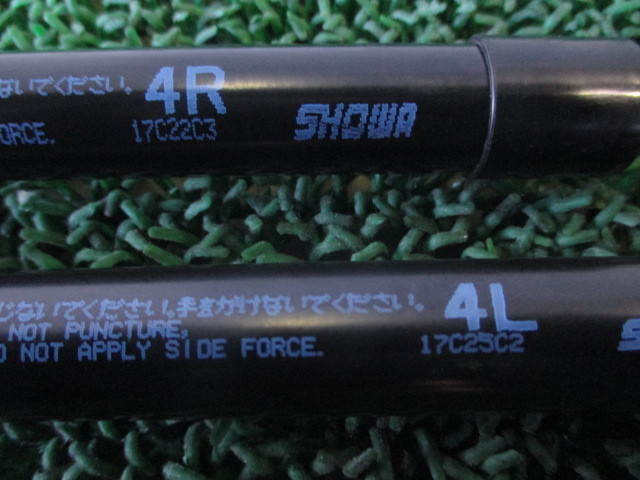 ないでください。 4R
FORCE. 17C22C3 SHOWA
じないでください。手をかけないでください。 4L
NOT PUNCTURE,
NOT APPLY SIDE FORCE. 17C25C2